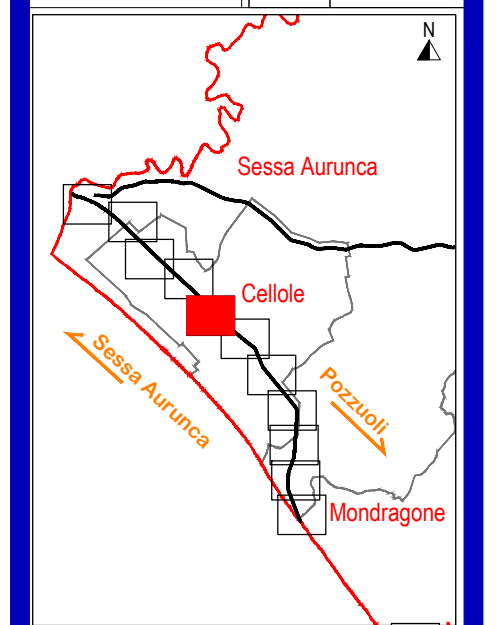 N
Sessa Aurunca
Cellole
Sessa Aurunca
Pozzuoli
Mondragone